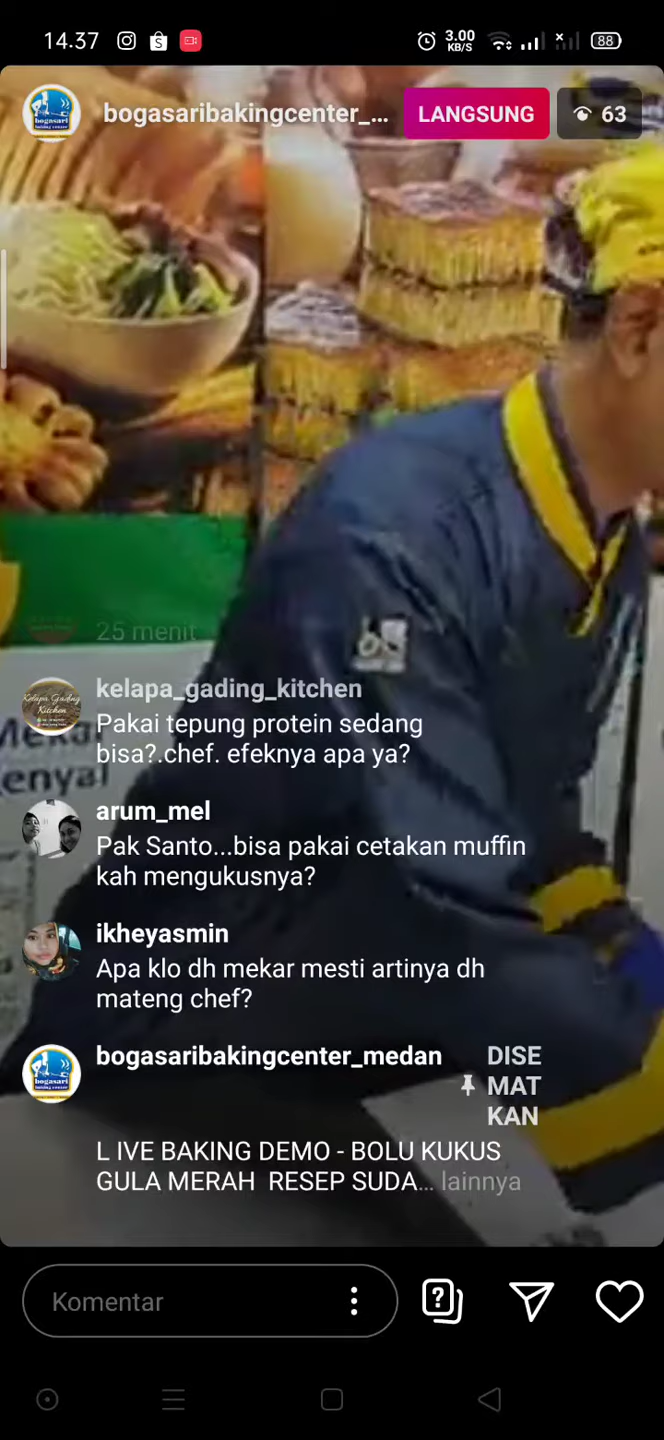 14.37
3.00
KB/S
88
bogasaribakingcenter_...
LANGSUNG
63
25 menit
kelapa_gading_kitchen
Pakai tepung protein sedang
bisa?.chef. efeknya apa ya?
arum_mel
Pak Santo...bisa pakai cetakan muffin
kah mengukusnya?
ikheyasmin
Apa klo dh mekar mesti artinya dh
mateng chef?
bogasaribakingcenter_medan
DISE
MAT
KAN
L IVE BAKING DEMO - BOLU KUKUS
GULA MERAH  RESEP SUDA... lainnya
Komentar